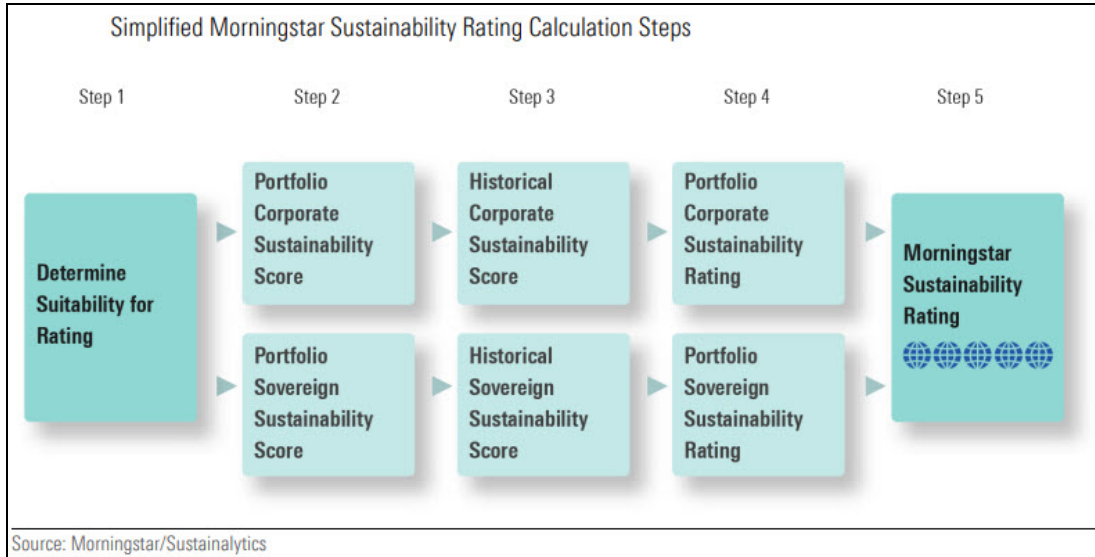 Simplified Morningstar Sustainability Rating Calculation Steps
Step 1
Step 2
Step 3
Step 4
Step 5
Determine
Suitability for
Rating
Portfolio
Corporate
Sustainability
Score
Historical
Corporate
Sustainability
Score
Portfolio
Corporate
Sustainability
Rating
Portfolio
Sovereign
Sustainability
Score
Historical
Sovereign
Sustainability
Score
Portfolio
Sovereign
Sustainability
Rating
Morningstar
Sustainability
Rating
Source: Morningstar/Sustainalytics